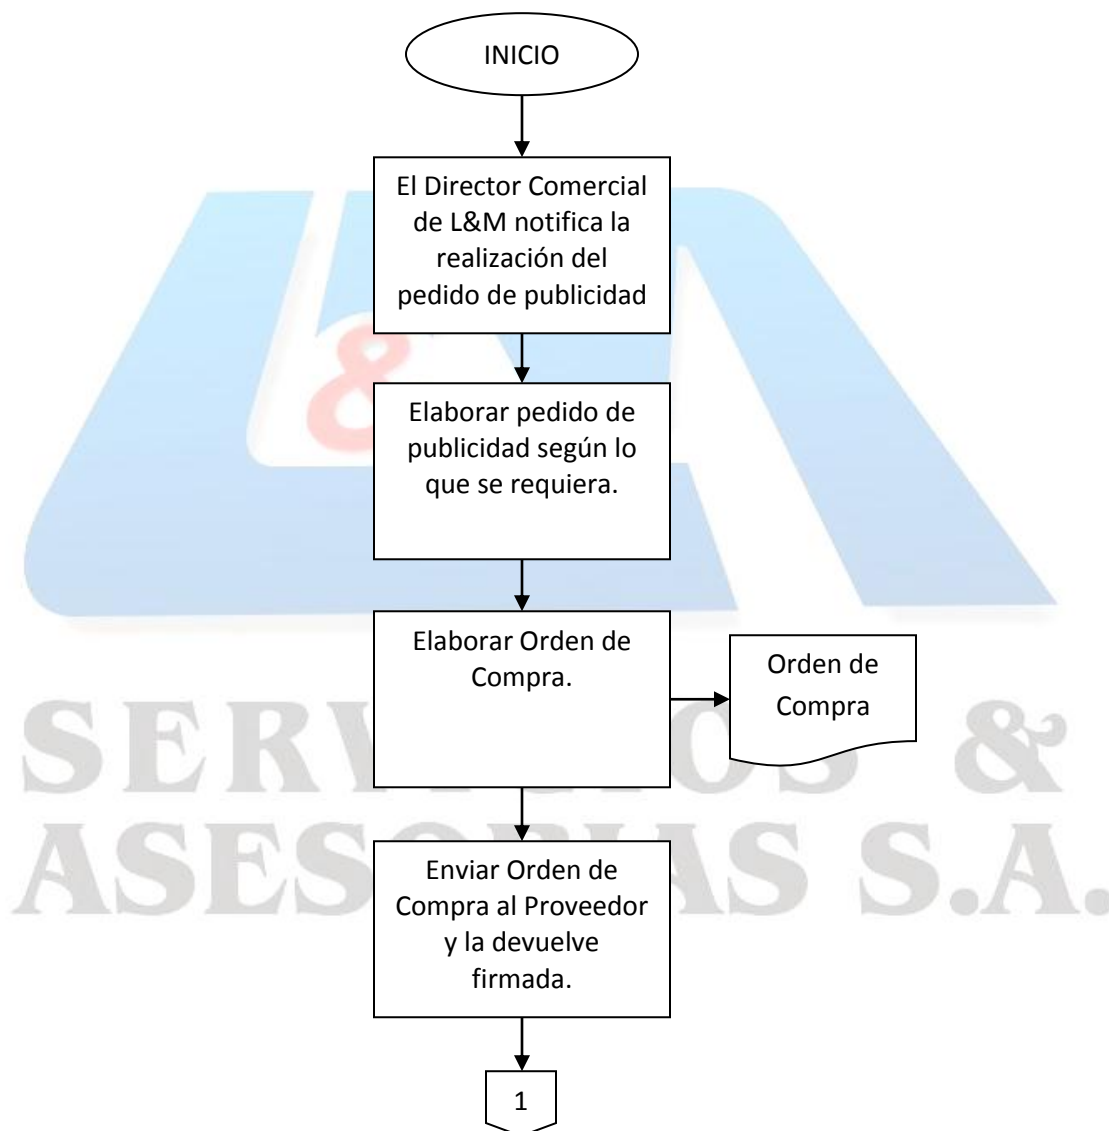 INICIO
El Director Comercial
de L&M notifica la
realización del
pedido de publicidad
&
Elaborar pedido de
publicidad según lo
que se requiera.
Elaborar Orden de
Compra.
Orden de
Compra
SERVICIOS &
ASESORIAS S.A.
Enviar Orden de
Compra al Proveedor
y la devuelve
firmada.
1